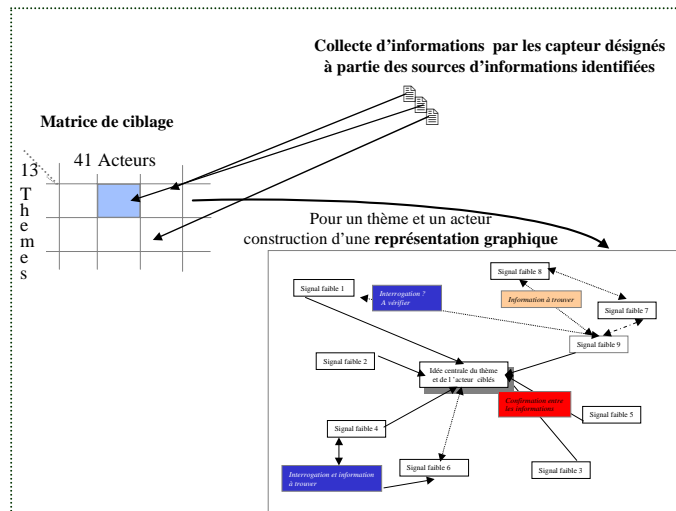 Collecte d'informations par les capteur désignés
à partie des sources d'informations identifiées
Matrice de ciblage
41 Acteurs
13
T
h
e
m
e
s
Pour un thème et un acteur
construction d'une représentation graphique
Signal faible 8
Signal faible 1
Interrogation ?
A vérifier
Information à trouver
Signal faible 7
Signal faible 9
Signal faible 2
Idée centrale du thème
et de l 'acteur ciblés
Confirmation entre
les informations
Signal faible 5
Signal faible 4
Signal faible 6
Signal faible 3
Interrogation et information
à trouver